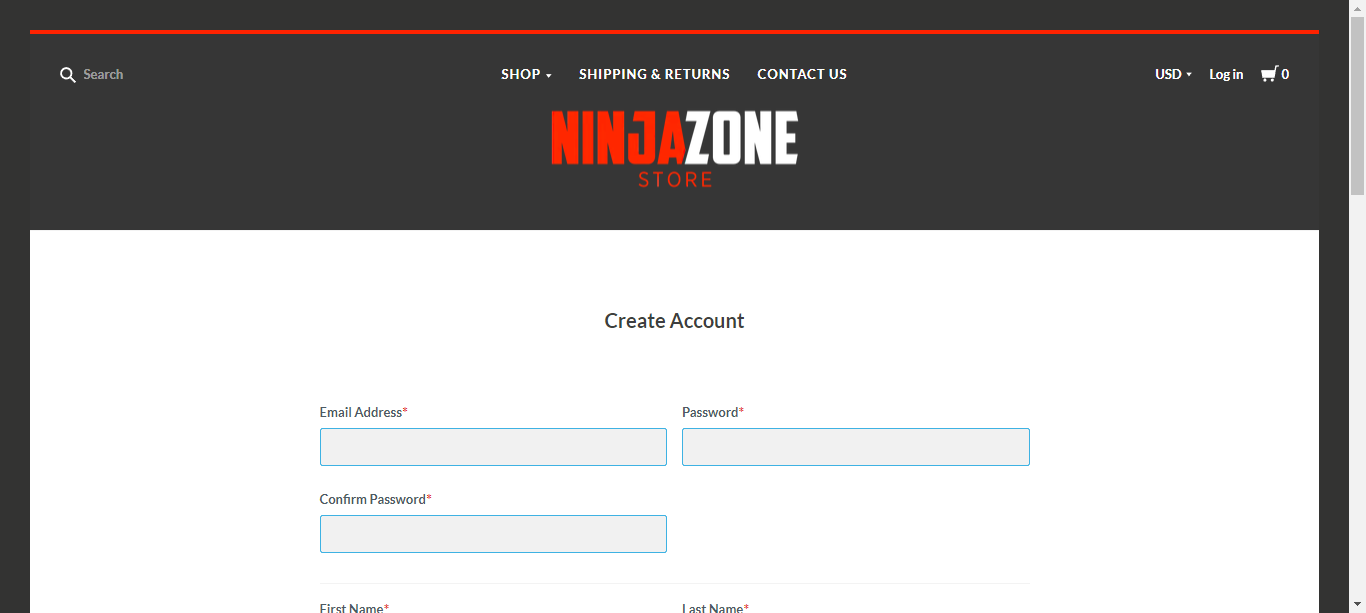 Search
SHOP
SHIPPING & RETURNS
CONTACT US
USD
Log in
0
NINJAZONE
STORE
Create Account
Email Address*
Password*
Confirm Password*
First Name*
Last Name*